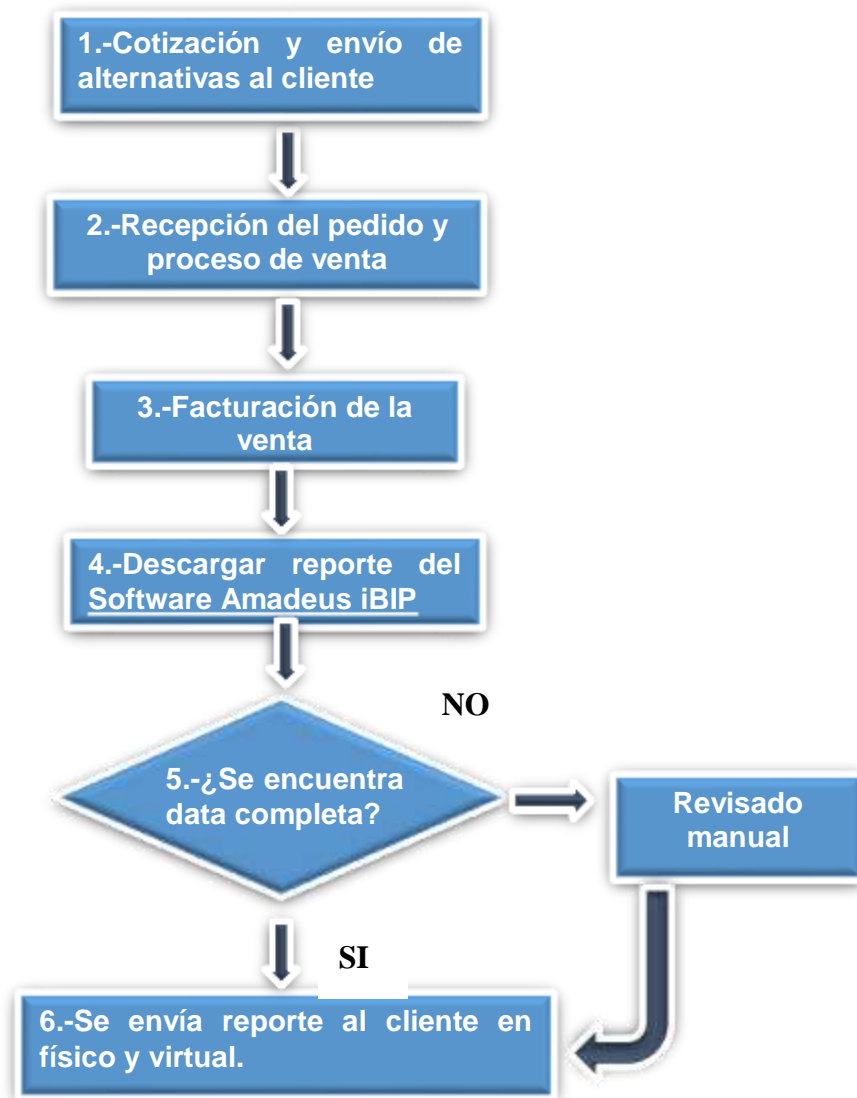 1.-Cotización y envío de
alternativas al cliente
2.-Recepción del pedido y
proceso de venta
3.-Facturación de la
venta
4.-Descargar reporte del
Software Amadeus iBIP
NO
5.-¿Se encuentra
data completa?
Revisado
manual
SI
6.-Se envía reporte al cliente en
físico y virtual.